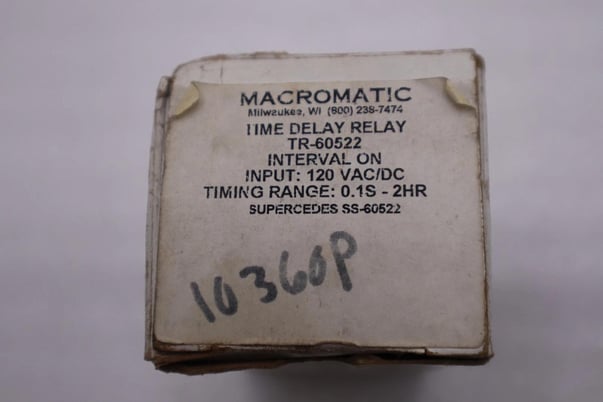 MACROMATIC
Milwaukee, WI (800) 238-7474
TIME DELAY RELAY
TR-60522
INTERVAL ON
INPUT: 120 VAC/DC
TIMING RANGE: 0.1S - 2HR
SUPERCEDES SS-60522
10360P